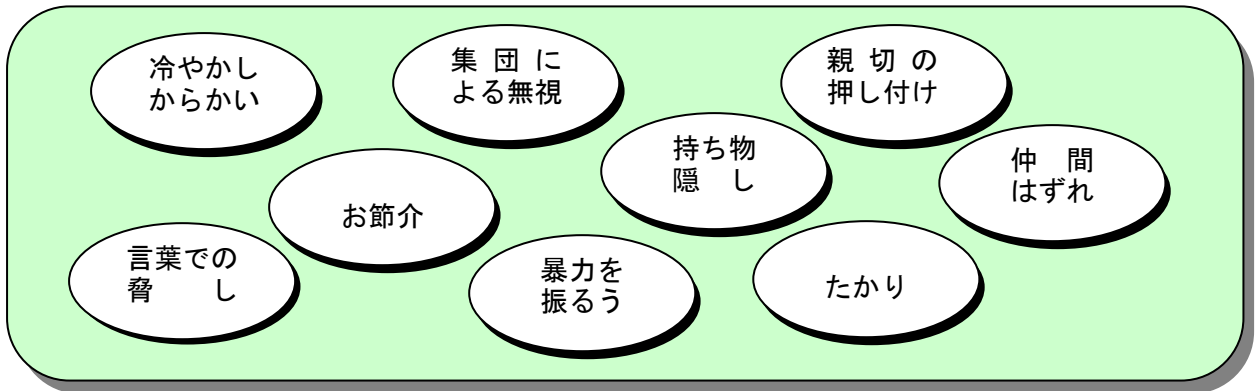 冷やかし
からかい
集団に
よる無視
親切の
押し付け
持ち物
隠し
仲間
はずれ
お節介
言葉での
脅し
暴力を
振るう
たかり